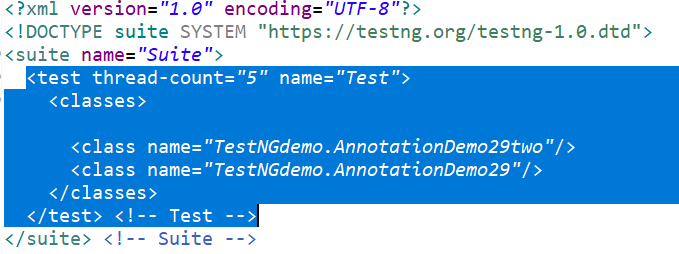 <?xml version="1.0" encoding="UTF-8"?>
<!DOCTYPE suite SYSTEM "https://testng.org/testng-1.0.dtd">
<suite name="Suite">
<test thread-count="5" name="Test">
<classes>
<class name="TestNGdemo.AnnotationDemo29two"/>
<class name="TestNGdemo.AnnotationDemo29"/>
</classes>
</test> <!-- Test -->
</suite> <!-- Suite -->